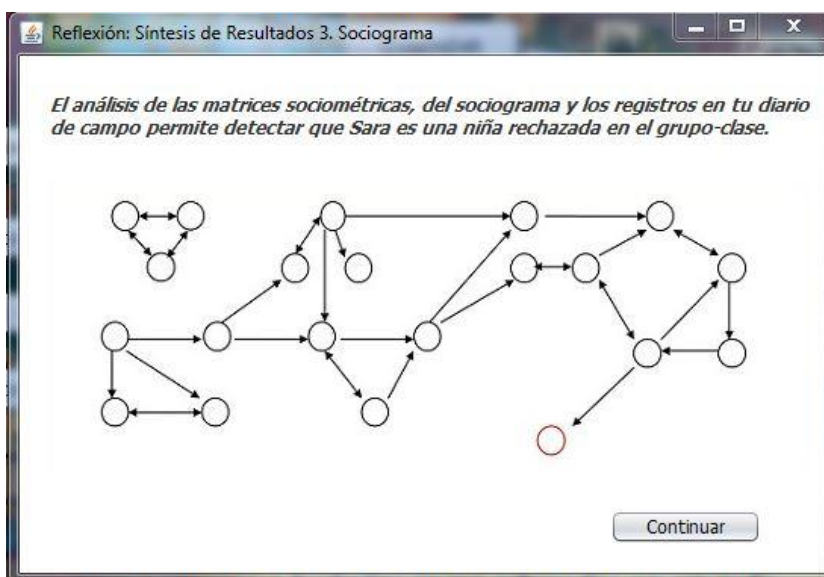 Reflexión: Síntesis de Resultados 3. Sociograma
El análisis de las matrices sociométricas, del sociograma y los registros en tu diario
de campo permite detectar que Sara es una niña rechazada en el grupo-clase.
Continuar